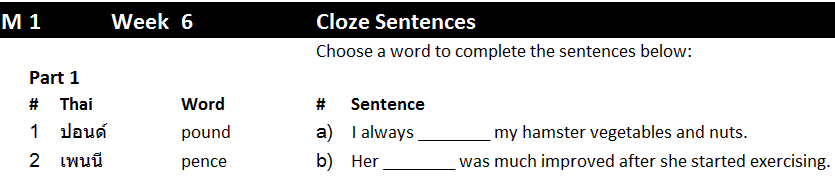 M 1 Week 6 Cloze Sentences
Choose a word to complete the sentences below:
Part 1
# Thai Word # Sentence
1 ปอนด์ pound a) I always ________ my hamster vegetables and nuts.
2 เพนนี pence b) Her ________ was much improved after she started exercising.